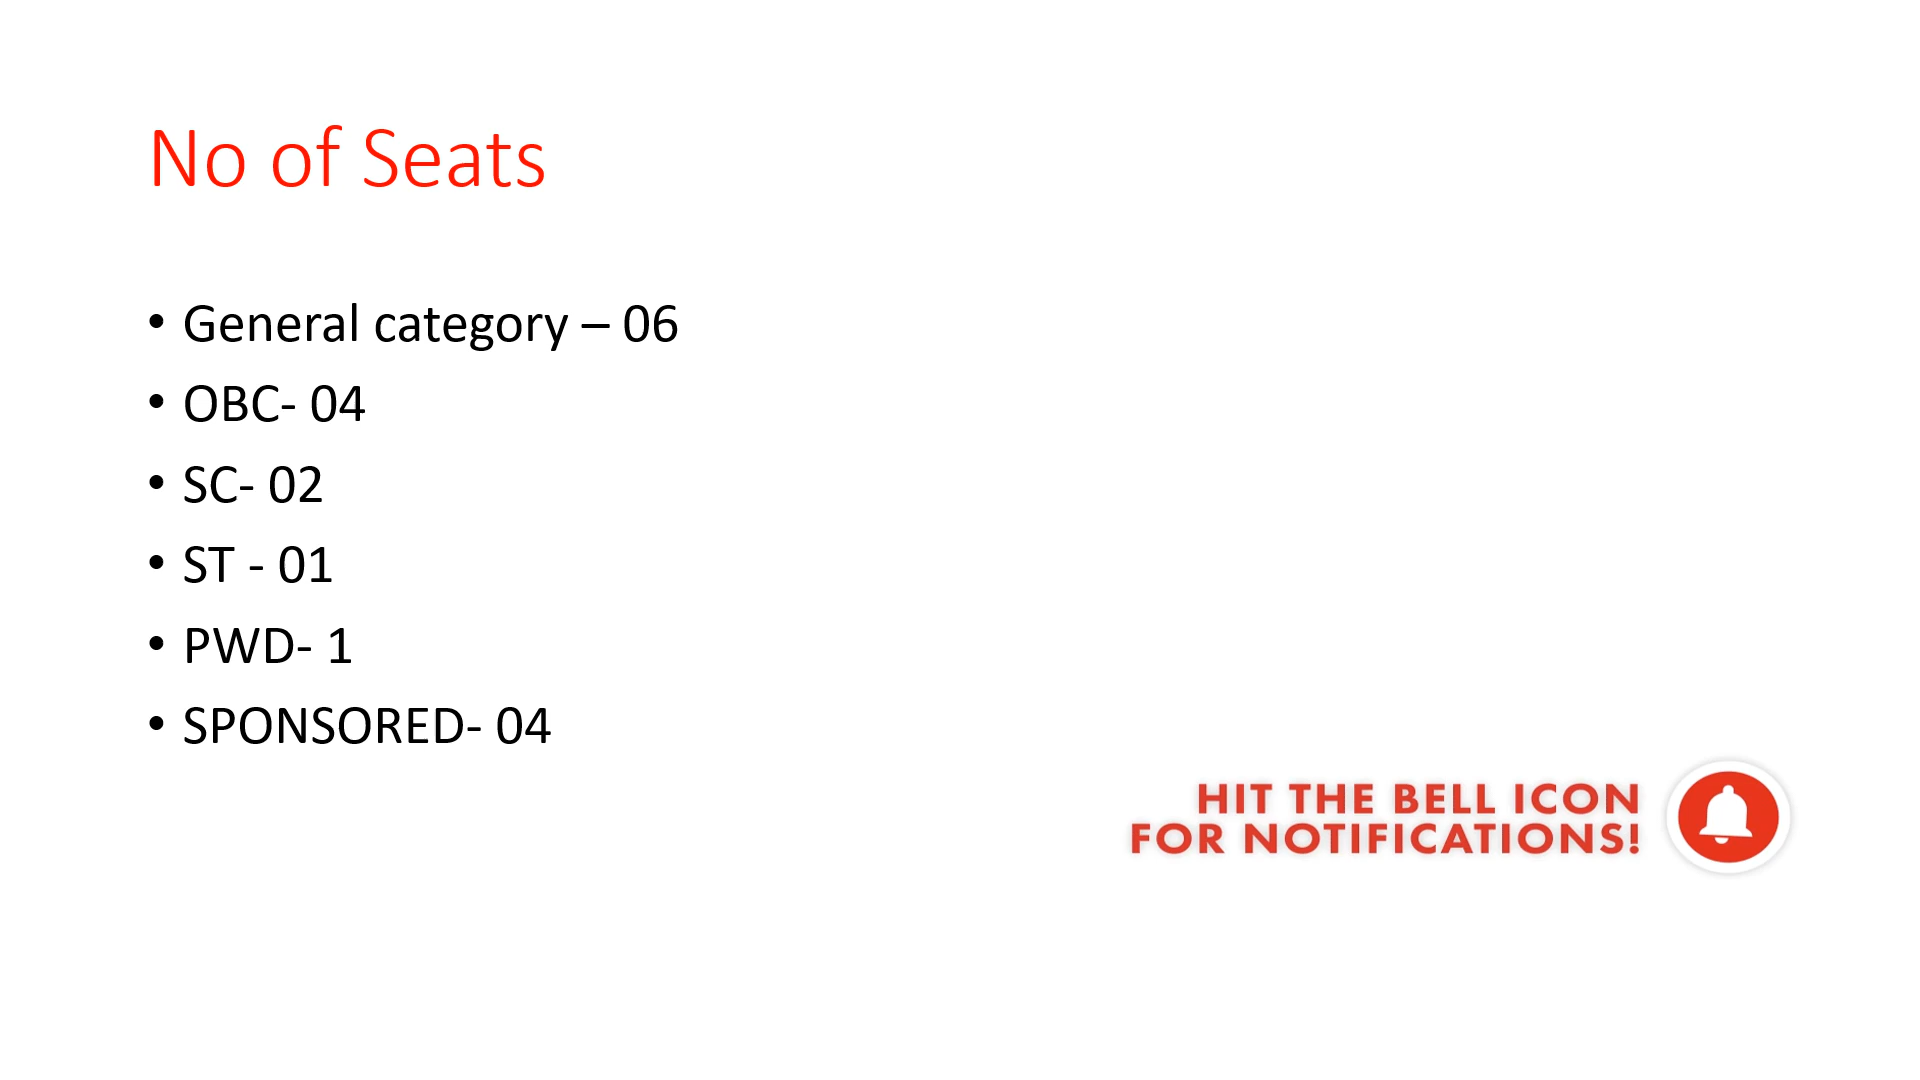 No of Seats
• General category – 06
• OBC- 04
• SC- 02
• ST - 01
• PWD- 1
• SPONSORED- 04
HIT THE BELL ICON
FOR NOTIFICATIONS!